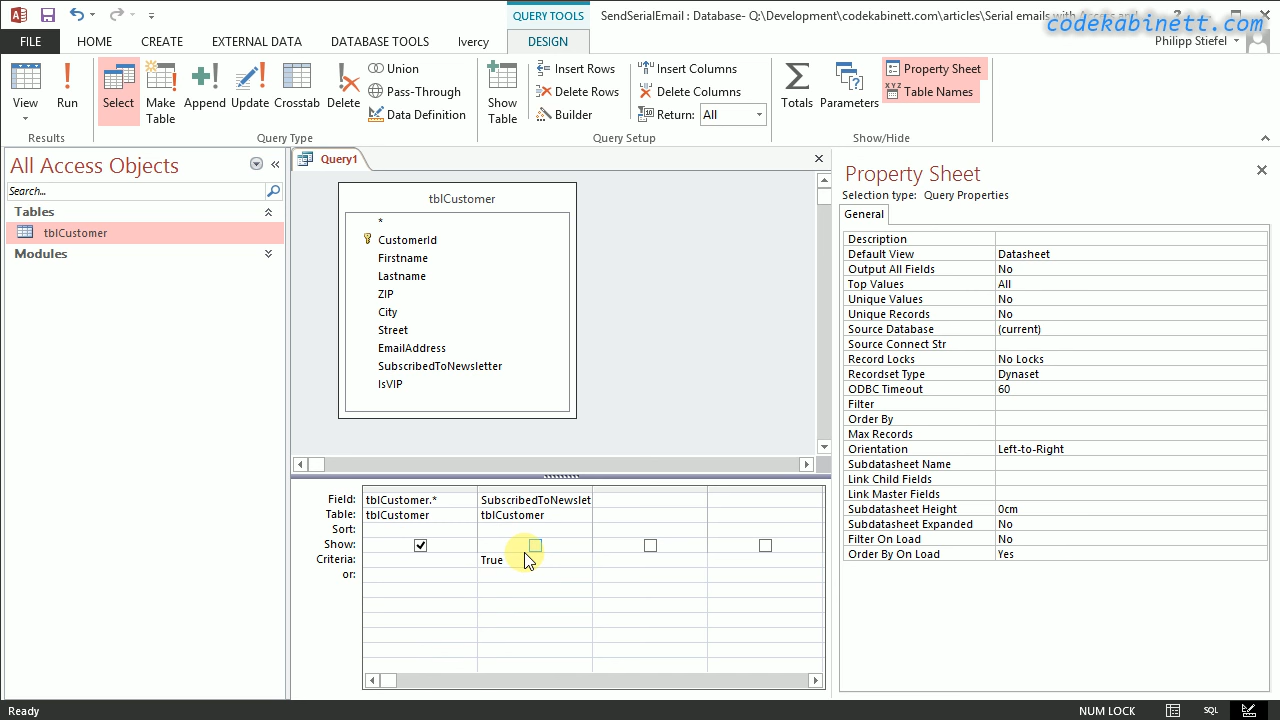 QUERY TOOLS
SendSerialEmail : Database- Q:\Development\codekabinett.com\articles\Serial emails with
codekabinett.com
FILE HOME CREATE EXTERNAL DATA DATABASE TOOLS Ivercy DESIGN
Philipp Stiefel
View
Run
Select
Make Table
Append
Update
Crosstab
Delete
Union
Pass-Through
Data Definition
Show Table
Insert Rows
Delete Rows
Builder
Insert Columns
Delete Columns
Return: All
Totals
Parameters
Property Sheet
XYZ Table Names
Results
Query Type
Query Setup
Show/Hide
All Access Objects
Search...
Tables
tblCustomer
Modules
Query1
tblCustomer
*
CustomerId
Firstname
Lastname
ZIP
City
Street
EmailAddress
SubscribedToNewsletter
IsVIP
Field: tblCustomer.* SubscribedToNewslet
Table: tblCustomer tblCustomer
Sort:
Show:
Criteria: True
or:
Property Sheet
Selection type: Query Properties
General
Description
Default View Datasheet
Output All Fields No
Top Values All
Unique Values No
Unique Records No
Source Database (current)
Source Connect Str
Record Locks No Locks
Recordset Type Dynaset
ODBC Timeout 60
Filter
Order By
Max Records
Orientation Left-to-Right
Subdatasheet Name
Link Child Fields
Link Master Fields
Subdatasheet Height 0cm
Subdatasheet Expanded No
Filter On Load No
Order By On Load Yes
Ready
NUM LOCK
SQL